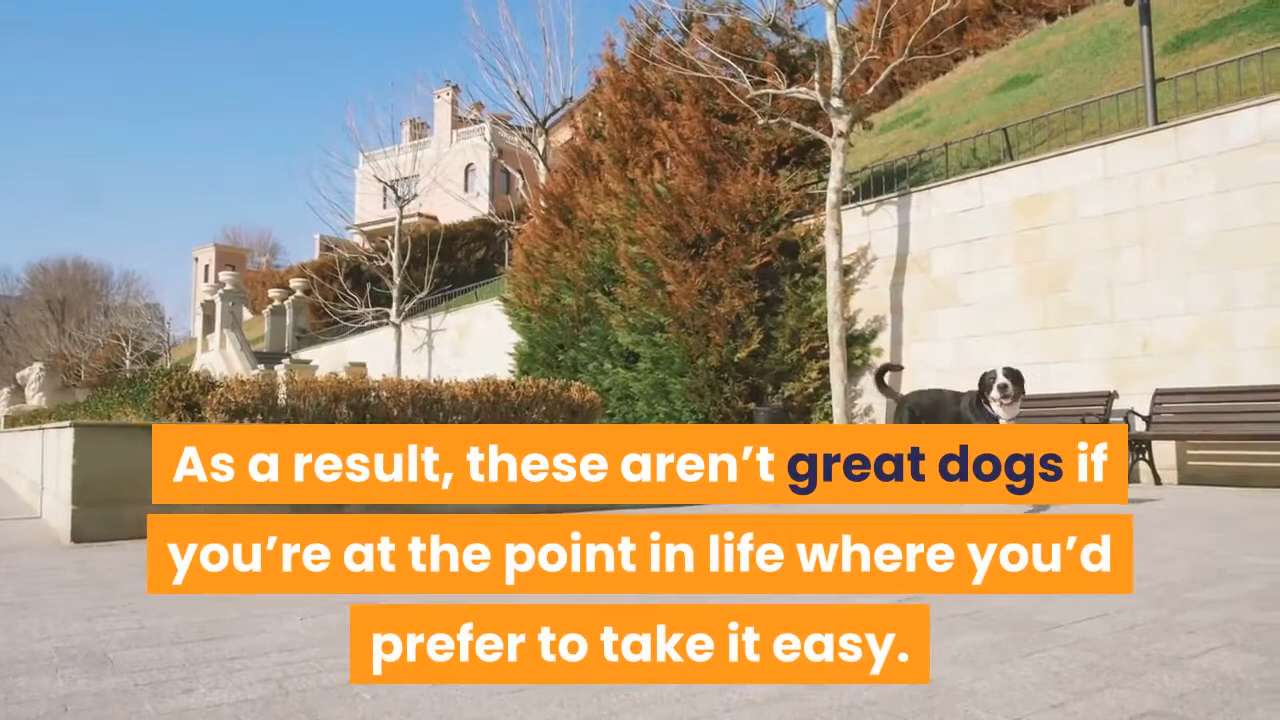 As a result, these aren’t great dogs if
you’re at the point in life where you’d
prefer to take it easy.